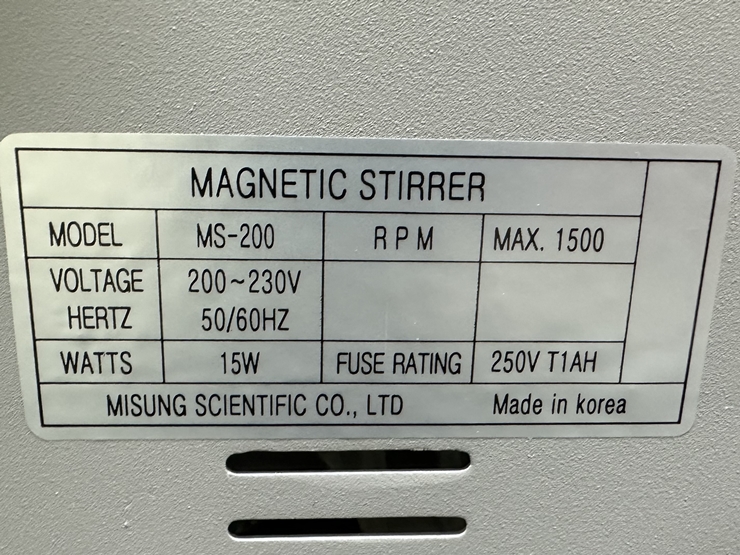 MAGNETIC STIRRER
MODEL MS-200 RPM MAX. 1500
VOLTAGE 200~230V
HERTZ 50/60HZ
WATTS 15W FUSE RATING 250V T1AH
MISUNG SCIENTIFIC CO., LTD Made in korea